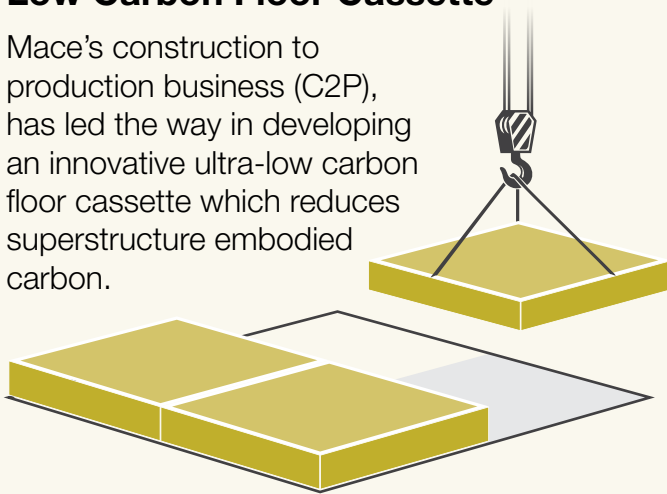 Low Carbon Floor Cassette
Mace’s construction to
production business (C2P),
has led the way in developing
an innovative ultra-low carbon
floor cassette which reduces
superstructure embodied
carbon.